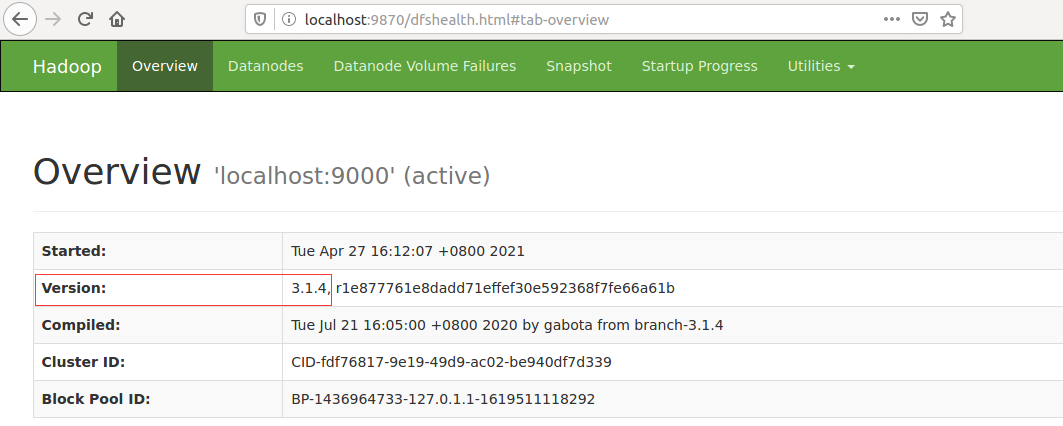 localhost:9870/dfshealth.html#tab-overview
Hadoop Overview Datanodes Datanode Volume Failures Snapshot Startup Progress Utilities
Overview 'localhost:9000' (active)
Started: Tue Apr 27 16:12:07 +0800 2021
Version: 3.1.4, r1e877761e8dadd71effef30e592368f7fe66a61b
Compiled: Tue Jul 21 16:05:00 +0800 2020 by gabota from branch-3.1.4
Cluster ID: CID-fdf76817-9e19-49d9-ac02-be940df7d339
Block Pool ID: BP-1436964733-127.0.1.1-1619511118292